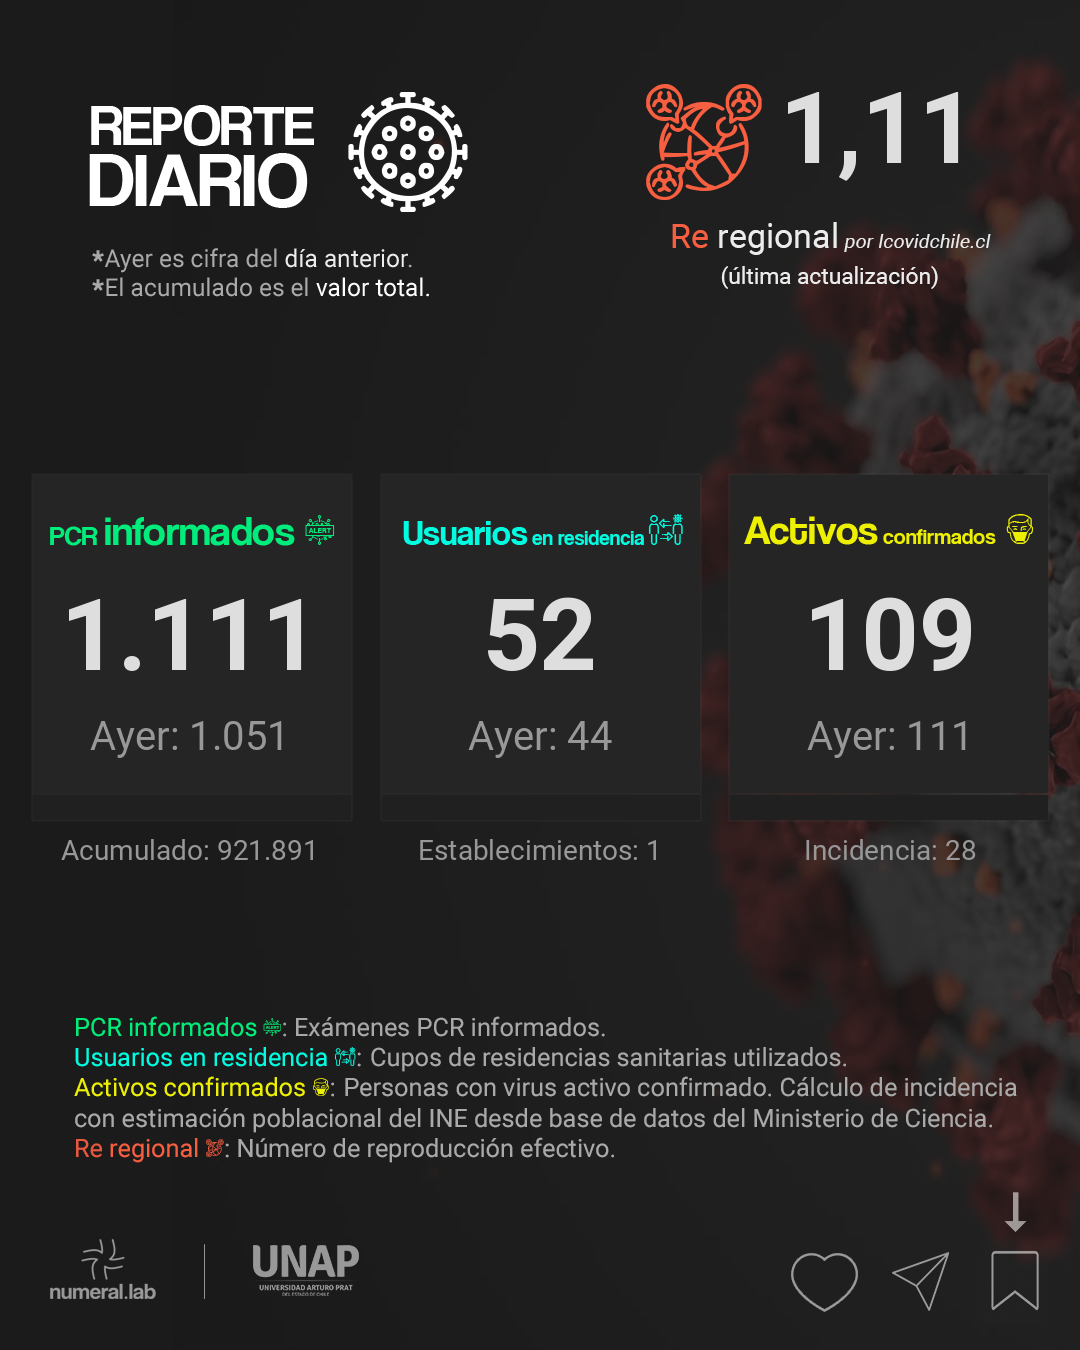 REPORTE
DIARIO
*Ayer es cifra del día anterior.
*El acumulado es el valor total.
1,11
Re regional por Icovidchile.cl
(última actualización)
PCR informados ALERT
1.111
Ayer: 1.051
Acumulado: 921.891
Usuarios en residencia
52
Ayer: 44
Establecimientos: 1
Activos confirmados
109
Ayer: 111
Incidencia: 28
PCR informados ALERT: Exámenes PCR informados.
Usuarios en residencia : Cupos de residencias sanitarias utilizados.
Activos confirmados : Personas con virus activo confirmado. Cálculo de incidencia
con estimación poblacional del INE desde base de datos del Ministerio de Ciencia.
Re regional : Número de reproducción efectivo.
numeral.lab
UNAP
UNIVERSIDAD ARTURO PRAT
DEL ESTADO DE CHILE